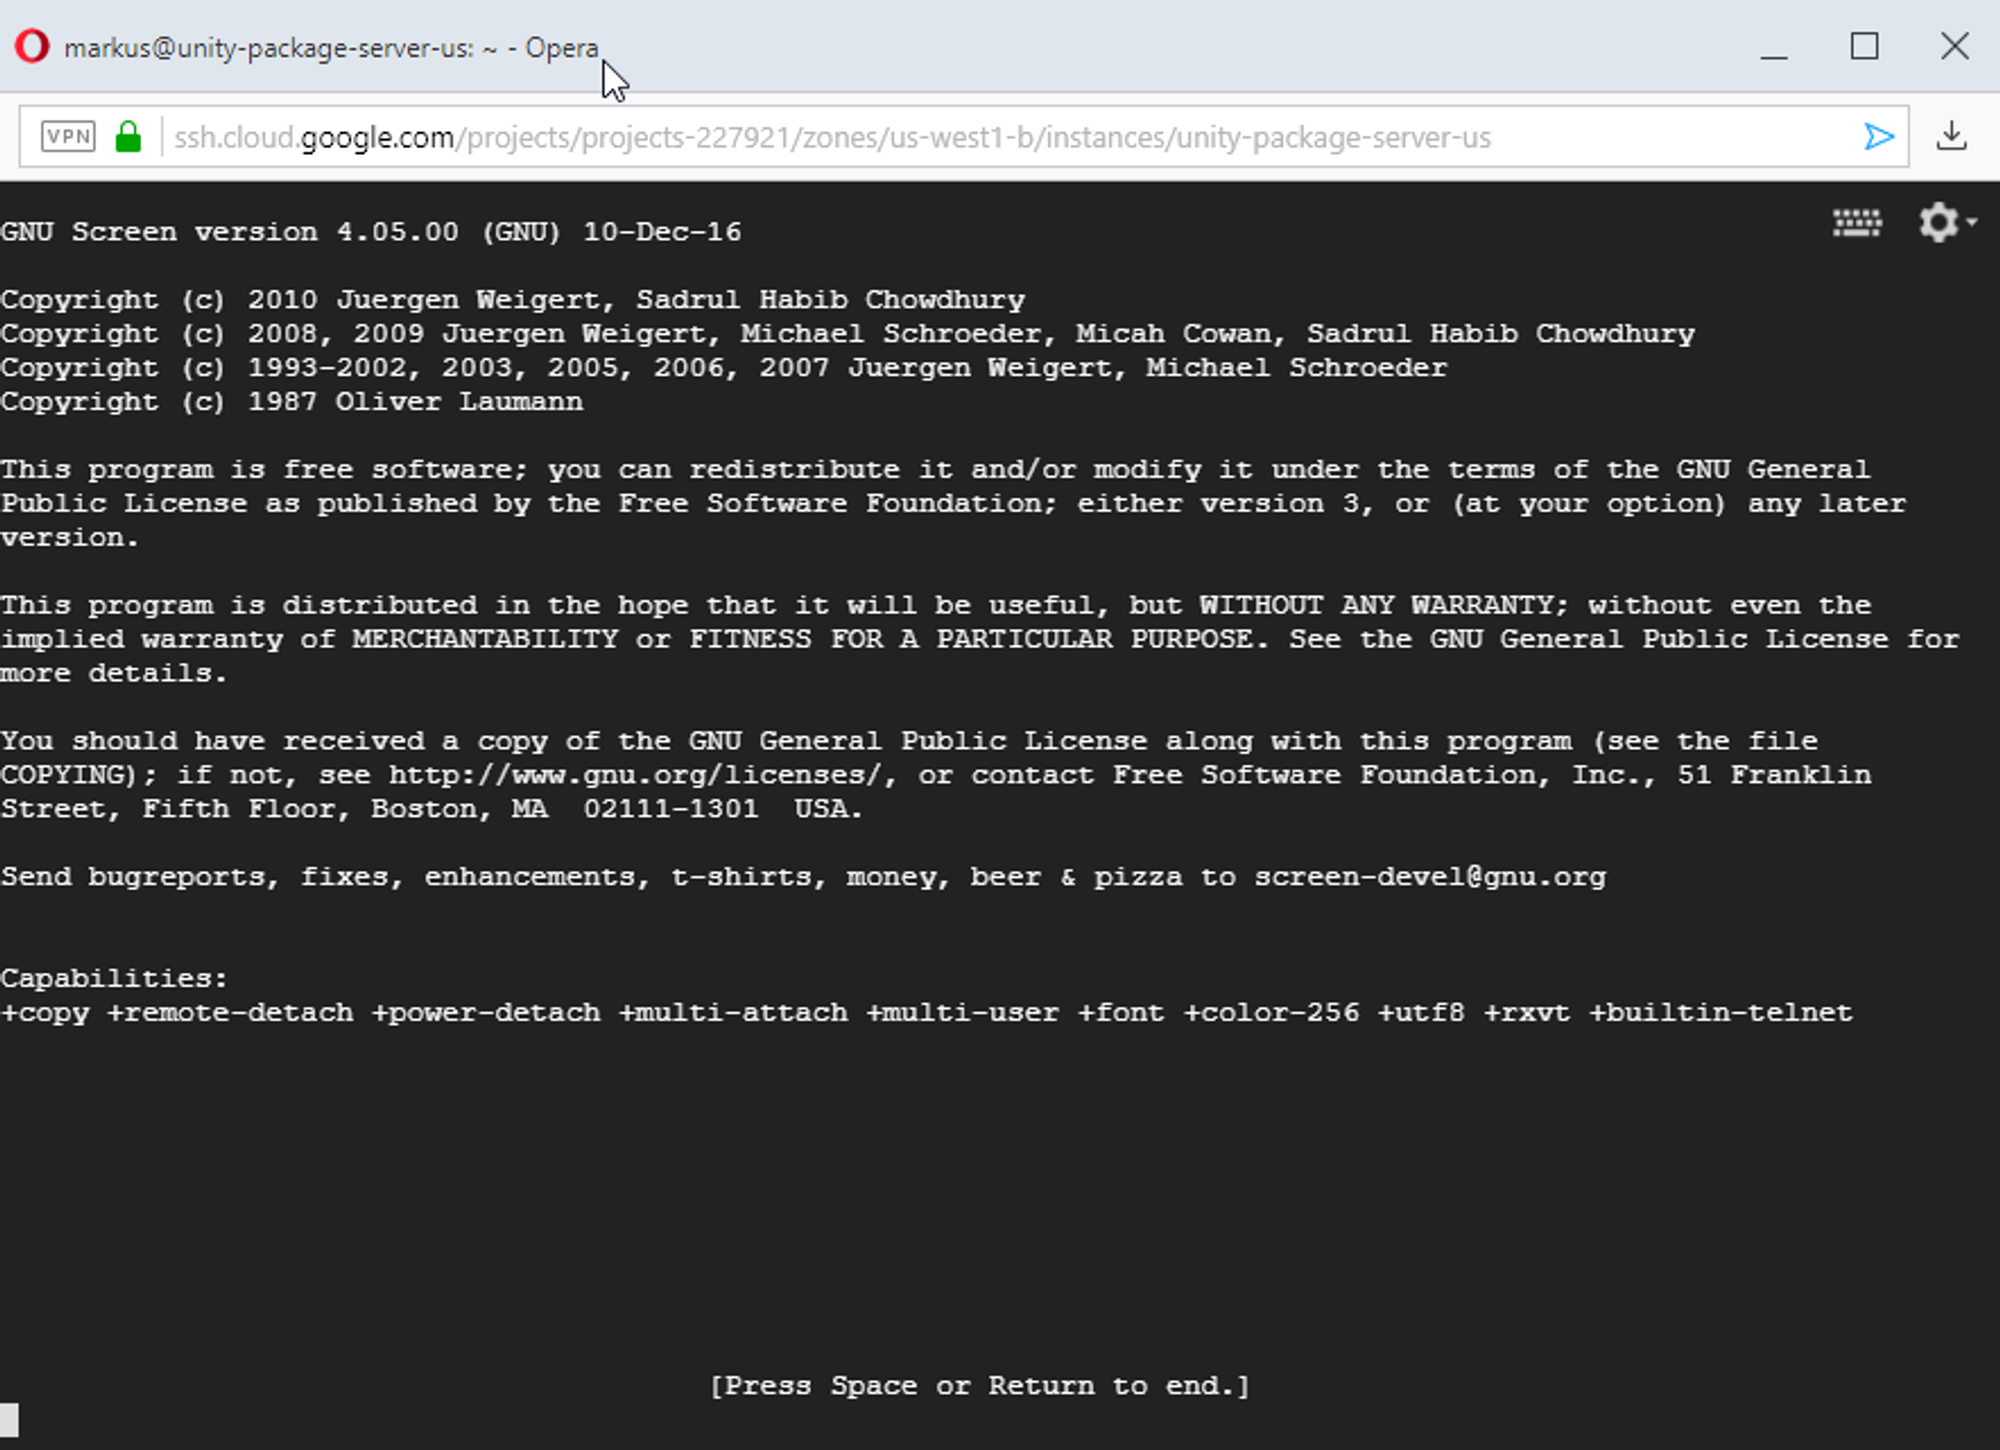 markus@unity-package-server-us: ~ - Opera
VPN
ssh.cloud.google.com/projects/projects-227921/zones/us-west1-b/instances/unity-package-server-us
GNU Screen version 4.05.00 (GNU) 10-Dec-16
Copyright (c) 2010 Juergen Weigert, Sadrul Habib Chowdhury
Copyright (c) 2008, 2009 Juergen Weigert, Michael Schroeder, Micah Cowan, Sadrul Habib Chowdhury
Copyright (c) 1993-2002, 2003, 2005, 2006, 2007 Juergen Weigert, Michael Schroeder
Copyright (c) 1987 Oliver Laumann
This program is free software; you can redistribute it and/or modify it under the terms of the GNU General
Public License as published by the Free Software Foundation; either version 3, or (at your option) any later
version.
This program is distributed in the hope that it will be useful, but WITHOUT ANY WARRANTY; without even the
implied warranty of MERCHANTABILITY or FITNESS FOR A PARTICULAR PURPOSE. See the GNU General Public License for
more details.
You should have received a copy of the GNU General Public License along with this program (see the file
COPYING); if not, see http://www.gnu.org/licenses/, or contact Free Software Foundation, Inc., 51 Franklin
Street, Fifth Floor, Boston, MA  02111-1301  USA.
Send bugreports, fixes, enhancements, t-shirts, money, beer & pizza to screen-devel@gnu.org
Capabilities:
+copy +remote-detach +power-detach +multi-attach +multi-user +font +color-256 +utf8 +rxvt +builtin-telnet
[Press Space or Return to end.]